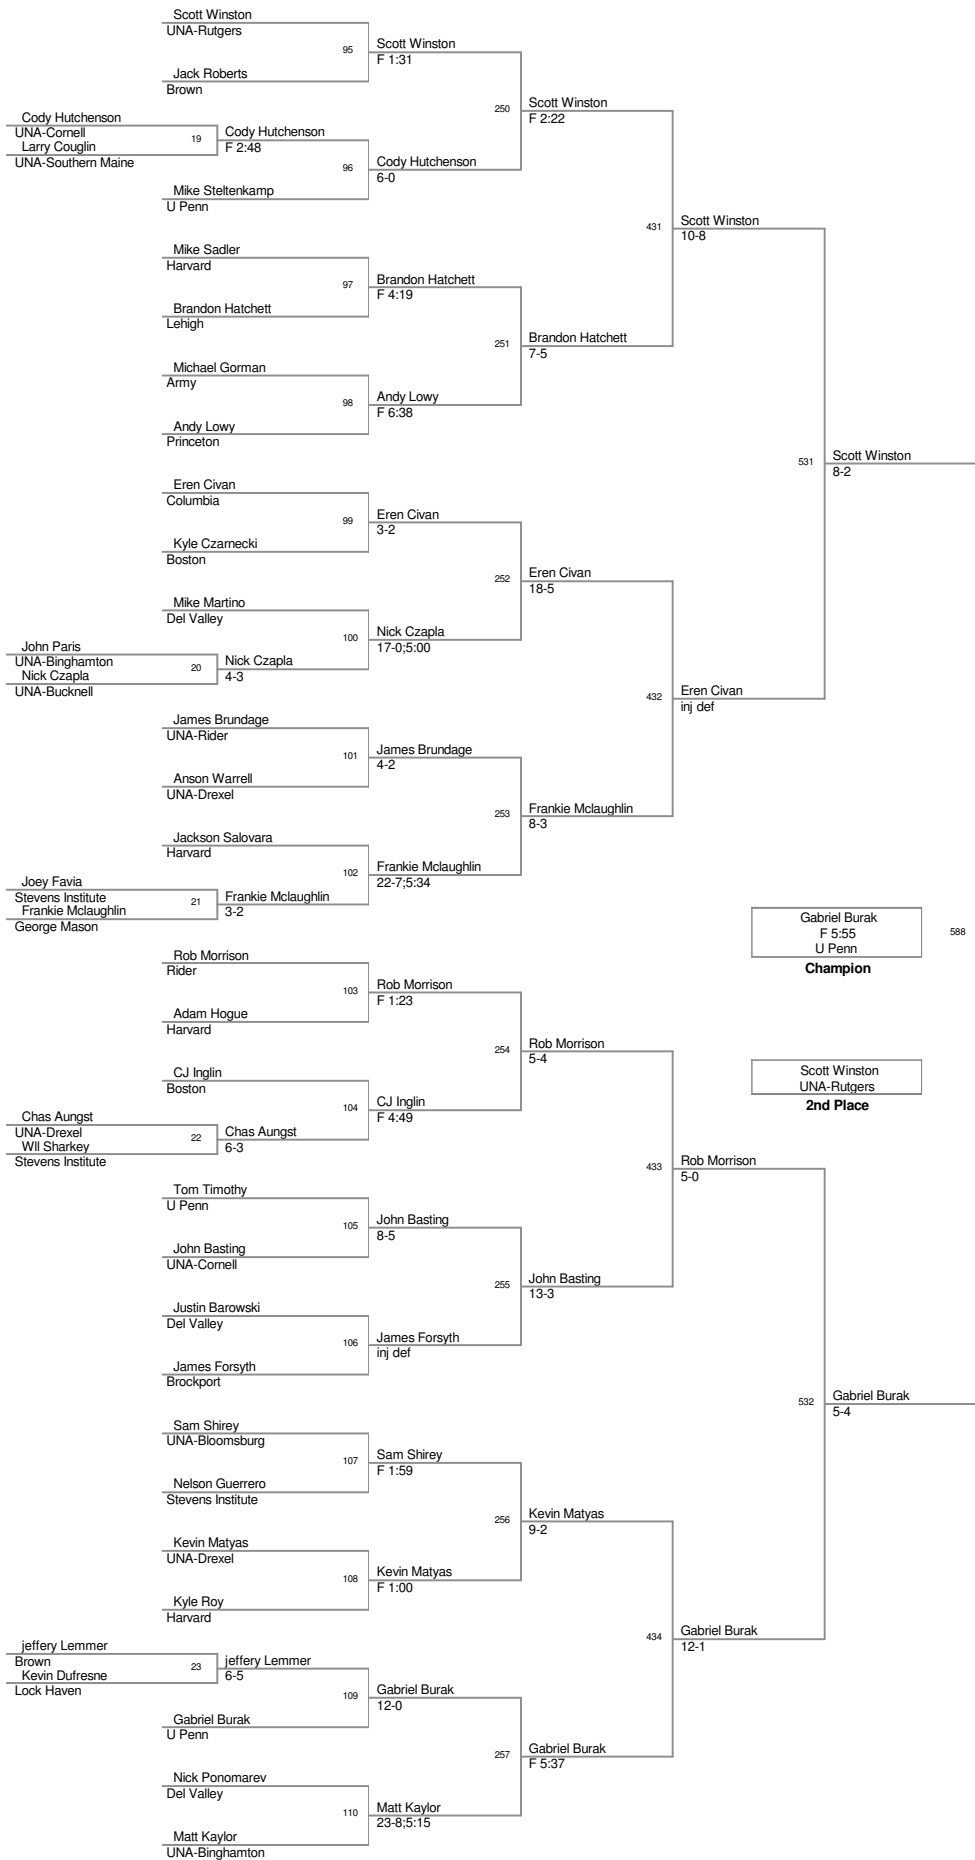 Scott Winston
UNA-Rutgers
95
Scott Winston
F 1:31
Jack Roberts
Brown
250
Scott Winston
F 2:22
Cody Hutchenson
UNA-Cornell
19
Cody Hutchenson
F 2:48
Larry Couglin
UNA-Southern Maine
96
Cody Hutchenson
6-0
Mike Steltenkamp
U Penn
431
Scott Winston
10-8
Mike Sadler
Harvard
97
Brandon Hatchett
F 4:19
Brandon Hatchett
Lehigh
251
Brandon Hatchett
7-5
Michael Gorman
Army
98
Andy Lowy
F 6:38
Andy Lowy
Princeton
531
Scott Winston
8-2
Eren Civan
Columbia
99
Eren Civan
3-2
Kyle Czarnecki
Boston
252
Eren Civan
18-5
Mike Martino
Del Valley
100
Nick Czapla
17-0;5:00
John Paris
UNA-Binghamton
20
Nick Czapla
4-3
Nick Czapla
UNA-Bucknell
432
Eren Civan
inj def
James Brundage
UNA-Rider
101
James Brundage
4-2
Anson Warrell
UNA-Drexel
253
Frankie Mclaughlin
8-3
Jackson Salovara
Harvard
102
Frankie Mclaughlin
22-7;5:34
Joey Favia
Stevens Institute
21
Frankie Mclaughlin
3-2
Frankie Mclaughlin
George Mason
Gabriel Burak
F 5:55
U Penn
588
Champion
Rob Morrison
Rider
103
Rob Morrison
F 1:23
Adam Hogue
Harvard
254
Rob Morrison
5-4
Scott Winston
UNA-Rutgers
2nd Place
CJ Inglin
Boston
104
CJ Inglin
F 4:49
Chas Aungst
UNA-Drexel
22
Chas Aungst
6-3
WIl Sharkey
Stevens Institute
433
Rob Morrison
5-0
Tom Timothy
U Penn
105
John Basting
8-5
John Basting
UNA-Cornell
255
John Basting
13-3
Justin Barowski
Del Valley
106
James Forsyth
inj def
James Forsyth
Brockport
532
Gabriel Burak
5-4
Sam Shirey
UNA-Bloomsburg
107
Sam Shirey
F 1:59
Nelson Guerrero
Stevens Institute
256
Kevin Matyas
9-2
Kevin Matyas
UNA-Drexel
108
Kevin Matyas
F 1:00
Kyle Roy
Harvard
434
Gabriel Burak
12-1
jeffery Lemmer
Brown
23
jeffery Lemmer
6-5
Kevin Dufresne
Lock Haven
109
Gabriel Burak
12-0
Gabriel Burak
U Penn
257
Gabriel Burak
F 5:37
Nick Ponomarev
Del Valley
110
Matt Kaylor
23-8;5:15
Matt Kaylor
UNA-Binghamton